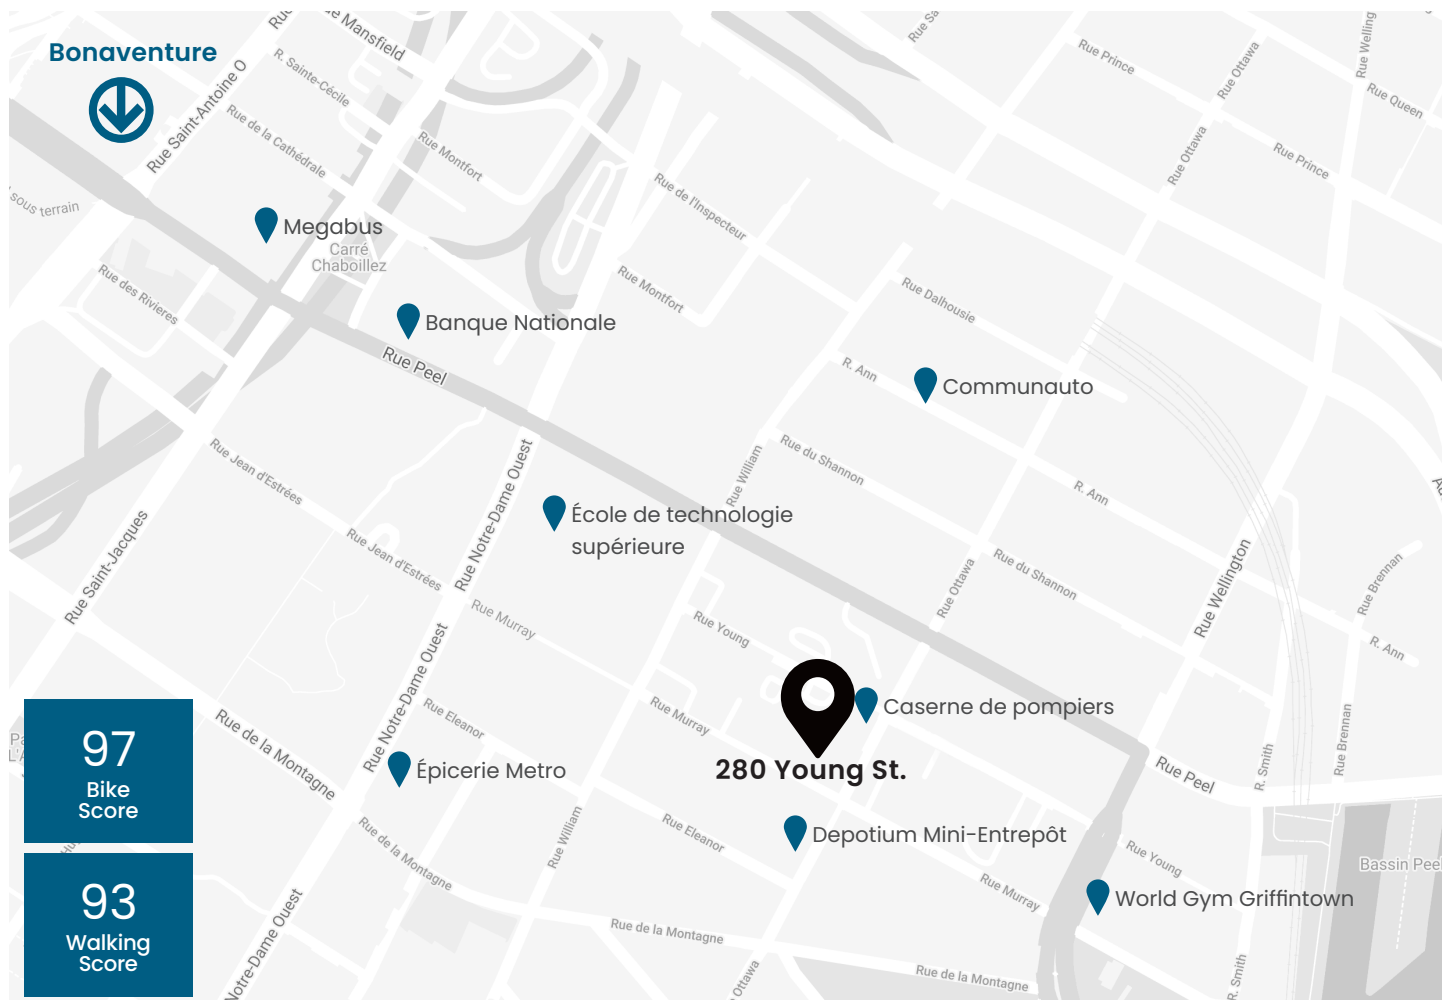 Bonaventure
Rue de Mansfield
R. Sainte-Cécile
Rue Saint-Antoine O
Rue de la Cathédrale
Rue Montfort
Rue Prince
Rue Ottawa
Rue Welling
Rue Queen
Rue Ottawa
Rue Prince
sous terrain
Rue de l'Inspecteur
Megabus
Carré
Chaboillez
Rue des Rivieres
Rue Montfort
Rue Dalhousie
Banque Nationale
Rue Peel
R. Ann
Communauto
Rue Jean d'Estrées
Rue Notre-Dame Ouest
Rue William
Rue du Shannon
R. Ann
École de technologie
supérieure
Rue Saint-Jacques
Rue Jean d'Estrées
Rue Ottawa
Rue du Shannon
Rue Wellington
Rue Brennan
Rue Murray
Rue Young
R. Ann
Rue Notre-Dame Ouest
Rue Eleanor
Rue Murray
Caserne de pompiers
Rue de la Montagne
97
Bike
Score
Épicerie Metro
280 Young St.
Rue Peel
R. Smith
Rue Brennan
Rue de la Montagne
Rue William
Rue Eleanor
Depotium Mini-Entrepôt
Rue Young
Bassin Peel
Rue Murray
World Gym Griffintown
93
Walking
Score
Notre-Dame Ouest
Rue de la Montagne
Ottawa
Rue de la Montagne
R. Smith